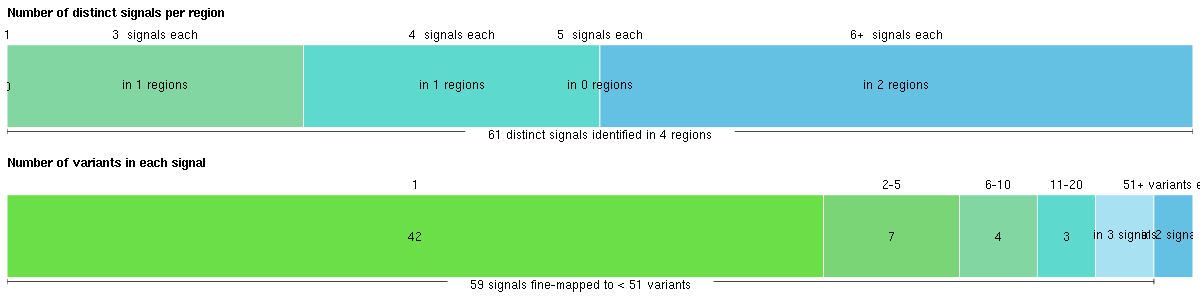 Number of distinct signals per region
1 3 signals each 4 signals each 5 signals each 6+ signals each
in 1 regions in 1 regions in 0 regions in 2 regions
61 distinct signals identified in 4 regions
Number of variants in each signal
1 2-5 6-10 11-20 51+ variants
42 7 4 3 in 3 signals 2
59 signals fine-mapped to < 51 variants